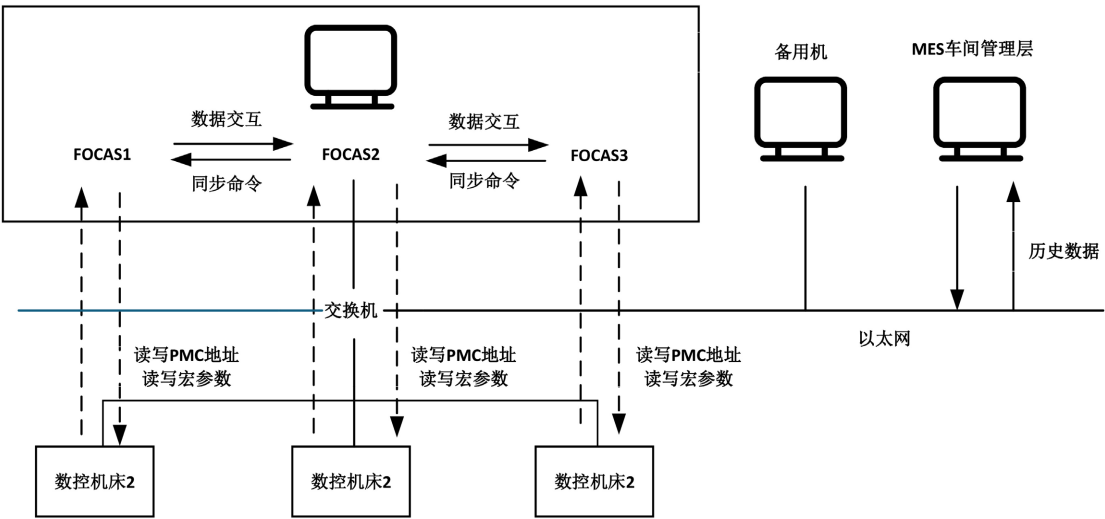 备用机
MES车间管理层
数据交互
数据交互
FOCAS1
FOCAS2
FOCAS3
同步命令
同步命令
历史数据
交换机
以太网
读写PMC地址
读写宏参数
读写PMC地址
读写宏参数
读写PMC地址
读写宏参数
数控机床2
数控机床2
数控机床2